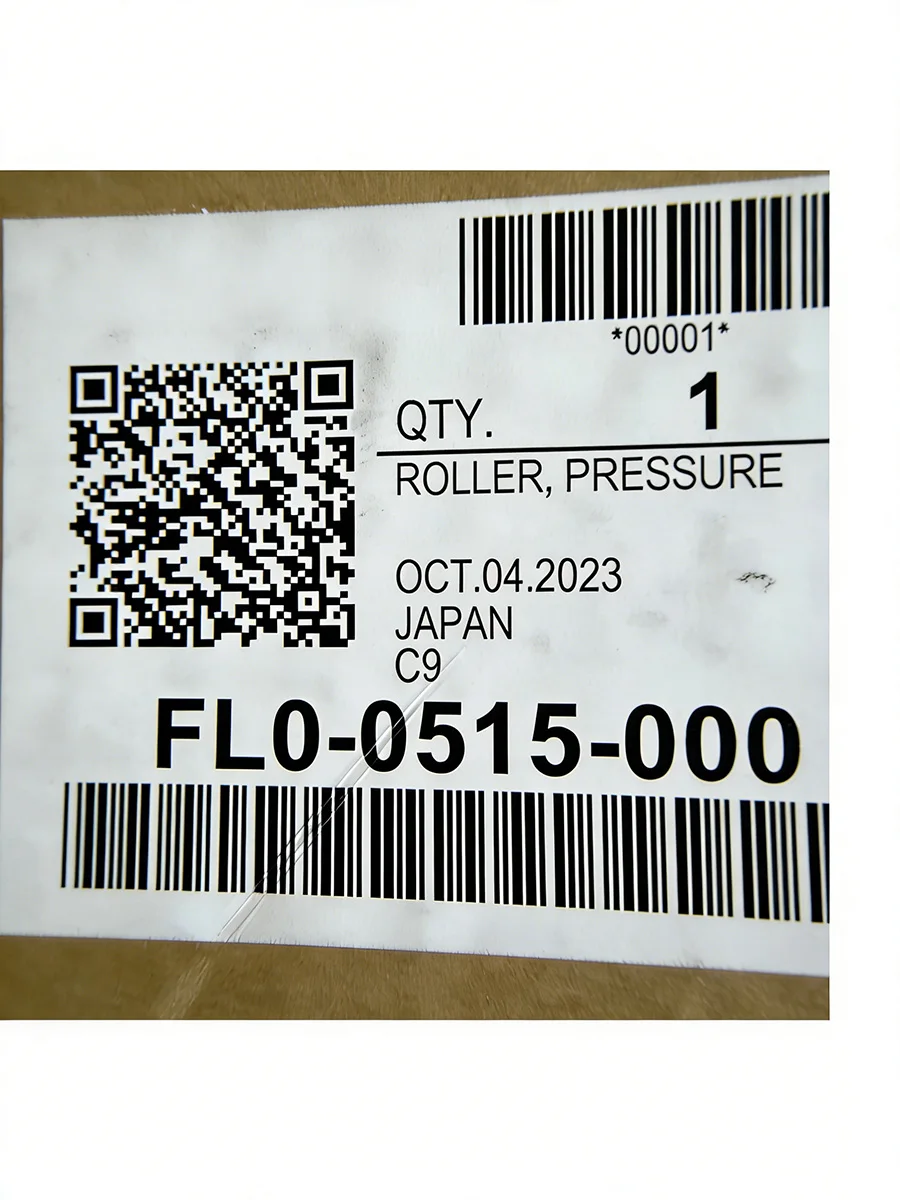 *00001*
QTY. 1
ROLLER, PRESSURE
OCT.04.2023
JAPAN
C9
FL0-0515-000